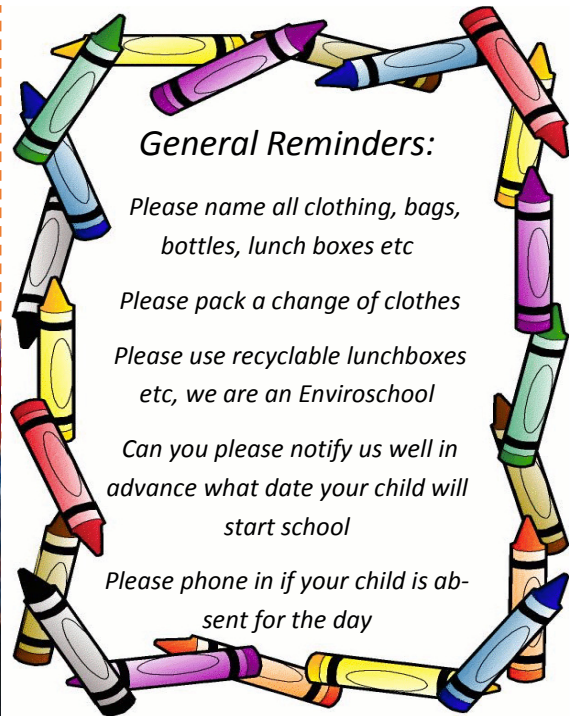 General Reminders:
Please name all clothing, bags,
bottles, lunch boxes etc
Please pack a change of clothes
Please use recyclable lunchboxes
etc, we are an Enviroschool
Can you please notify us well in
advance what date your child will
start school
Please phone in if your child is ab-
sent for the day